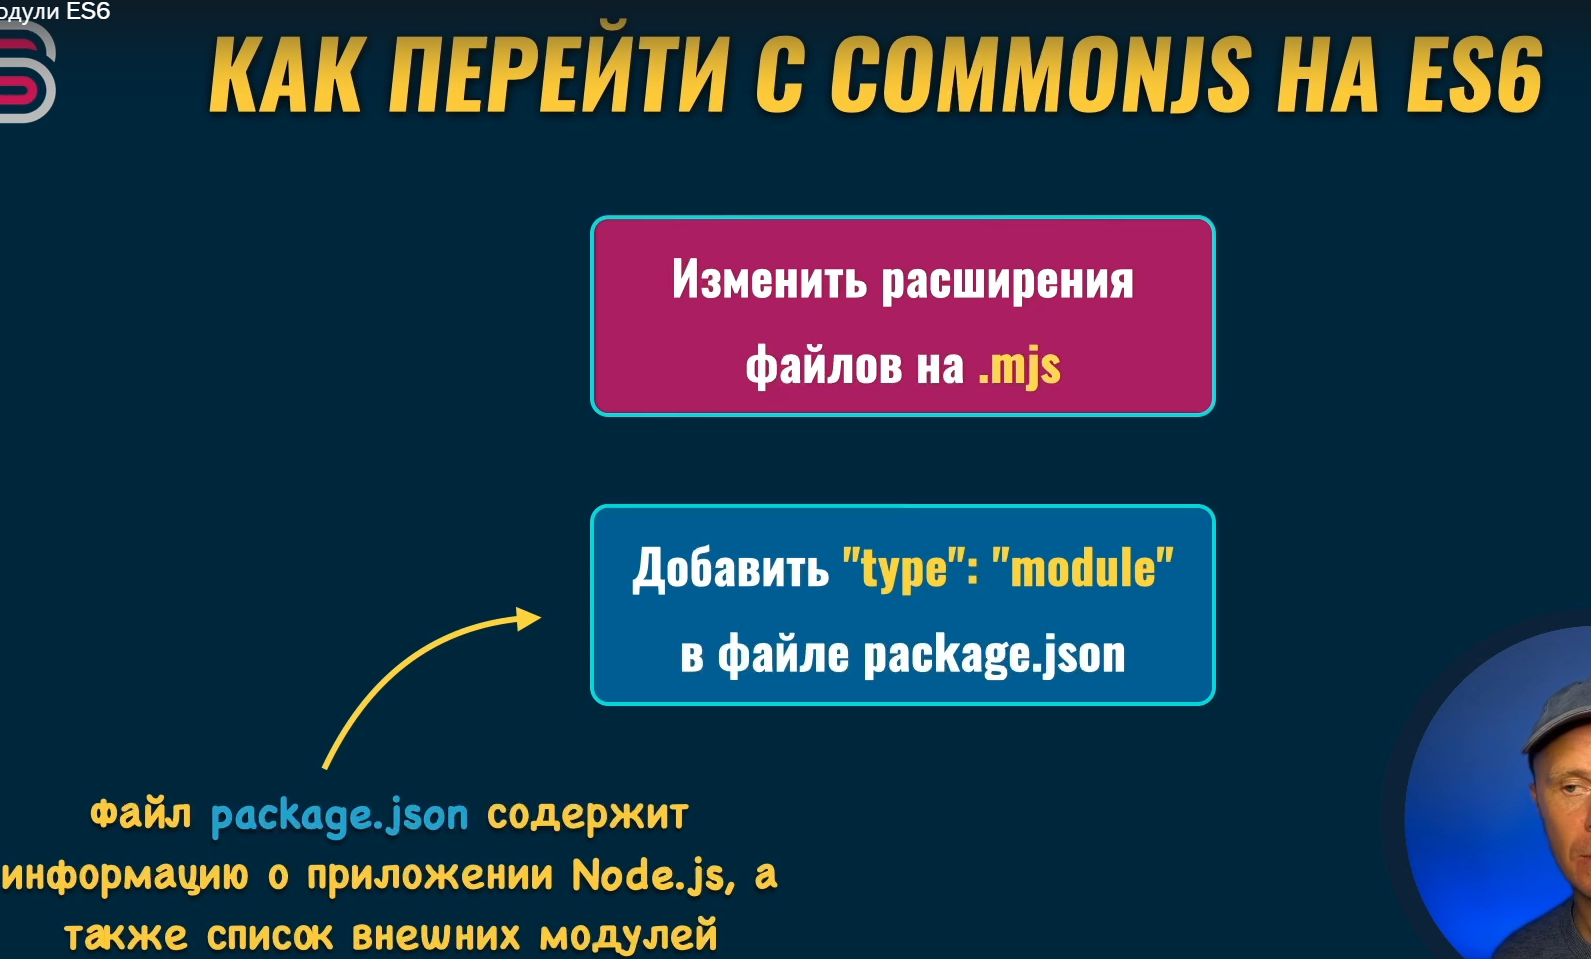 одули ES6
КАК ПЕРЕЙТИ С COMMONJS НА ES6
Изменить расширения
файлов на .mjs
Добавить "type": "module"
в файле package.json
Файл package.json содержит
информацию о приложении Node.js, а
также список внешних модулей